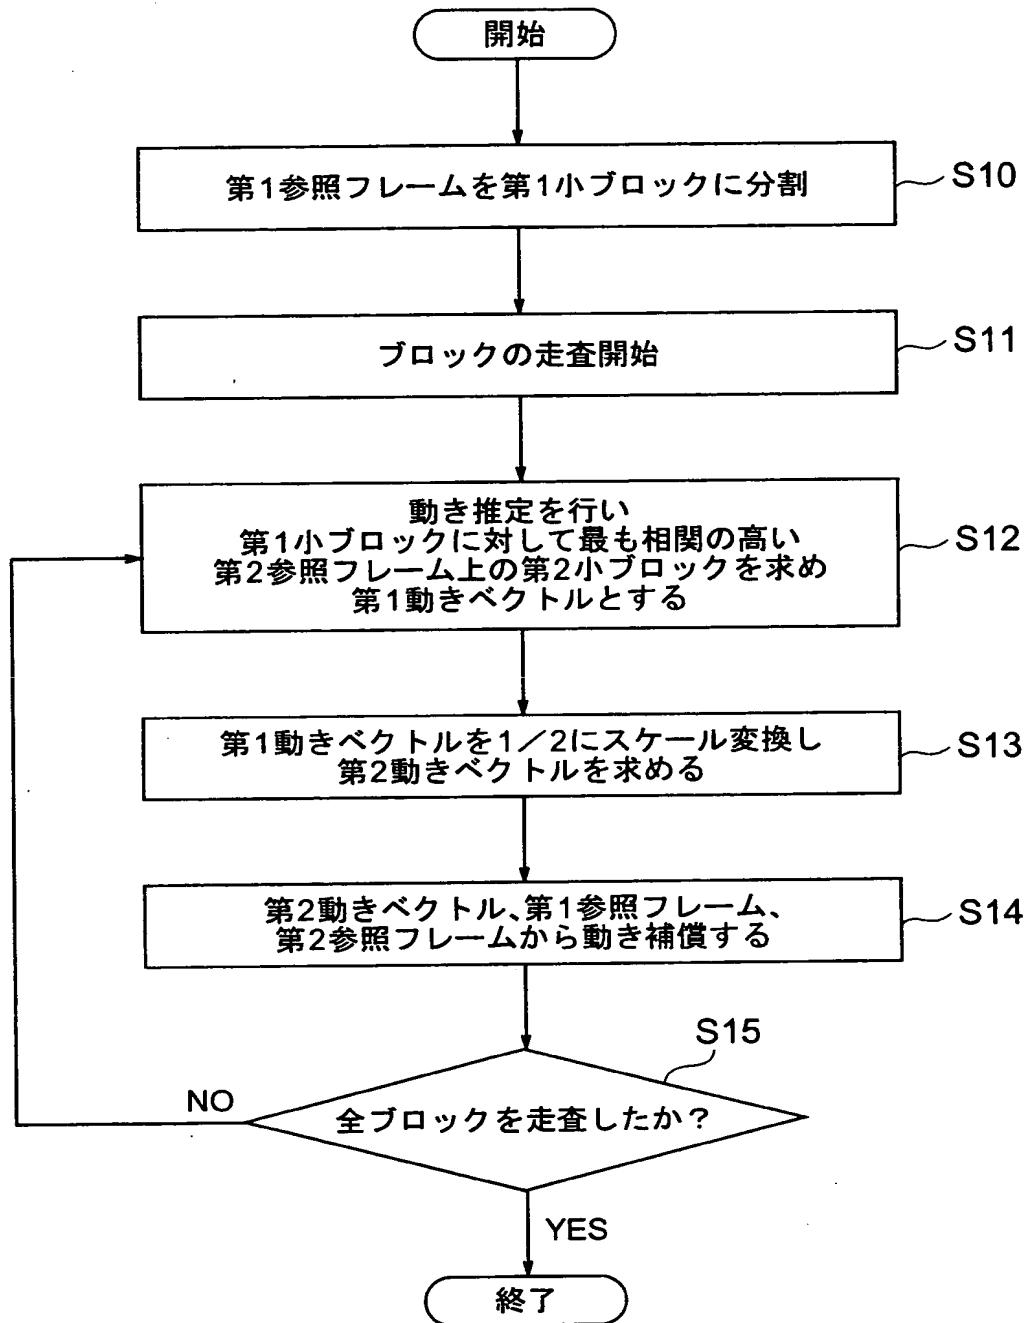 開始
第1参照フレームを第1小ブロックに分割
S10
ブロックの走査開始
S11
動き推定を行い
第1小ブロックに対して最も相関の高い
第2参照フレーム上の第2小ブロックを求め
第1動きベクトルとする
S12
第1動きベクトルを1／2にスケール変換し
第2動きベクトルを求める
S13
第2動きベクトル、第1参照フレーム、
第2参照フレームから動き補償する
S14
S15
全ブロックを走査したか？
NO
YES
終了